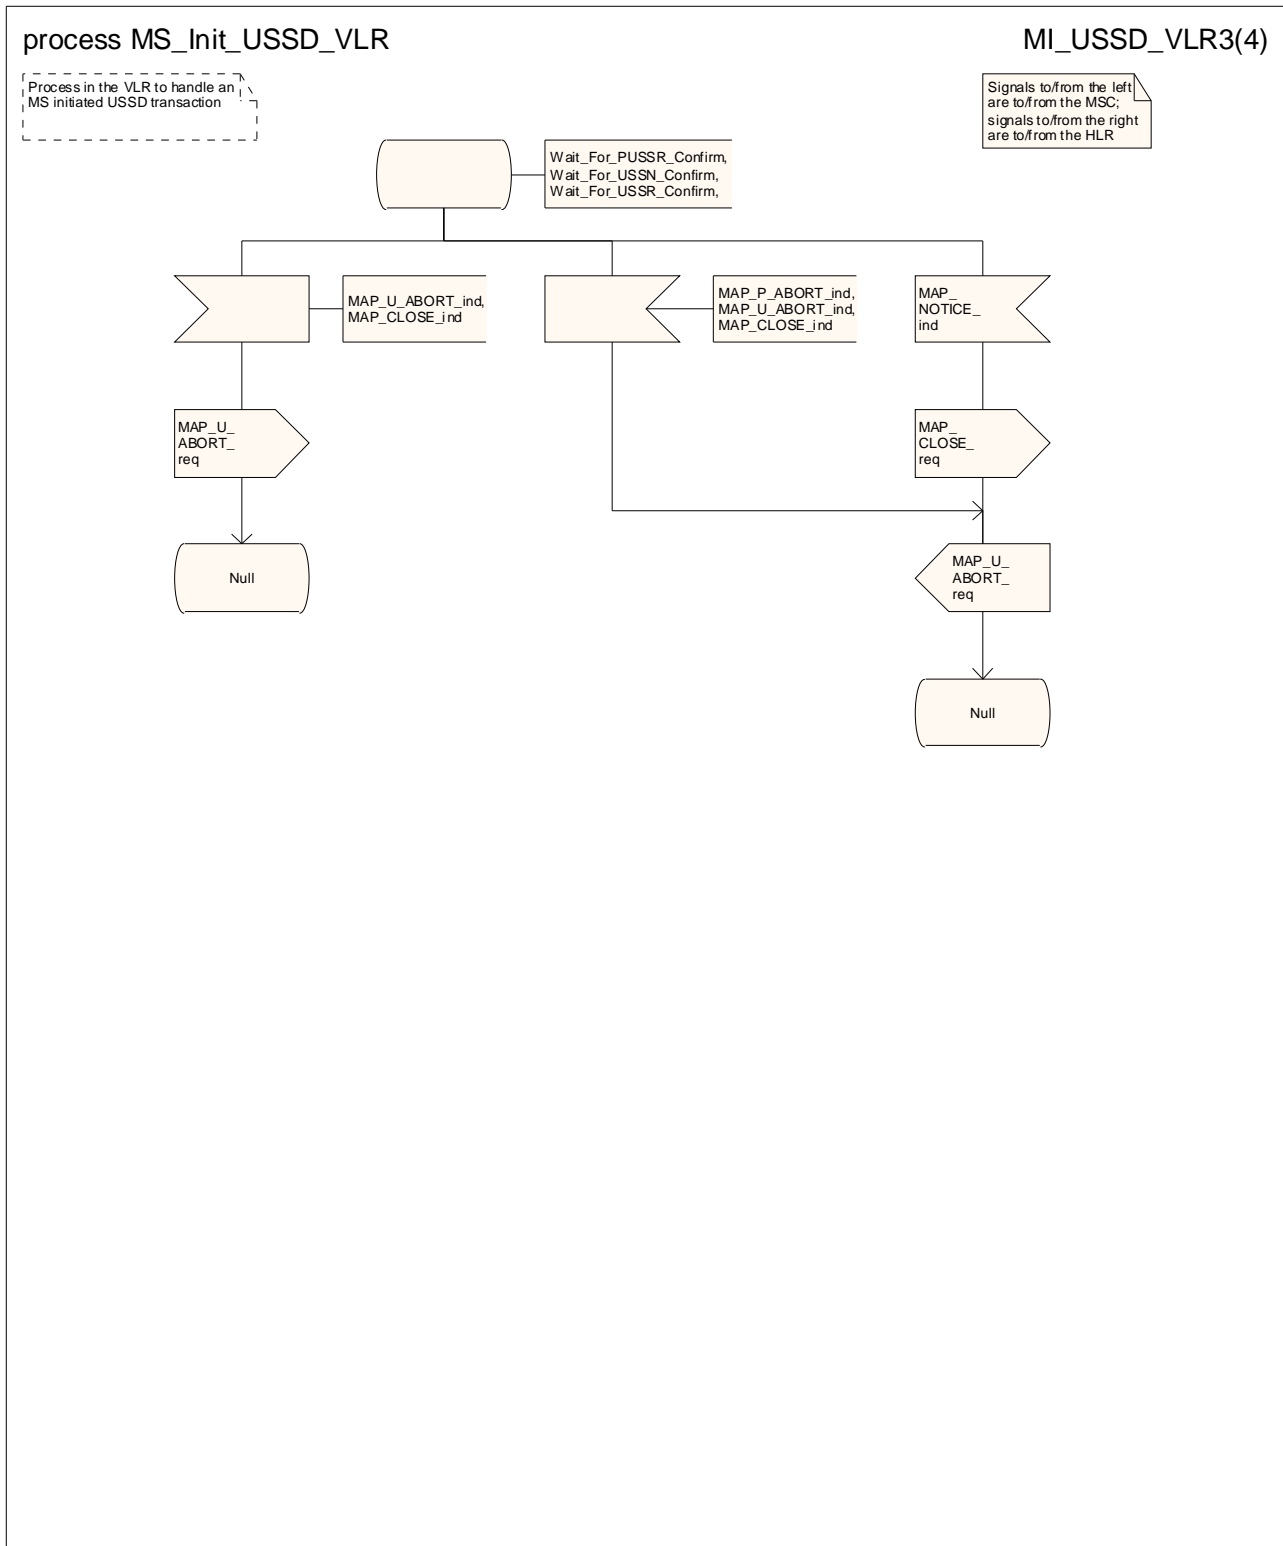 process MS_Init_USSD_VLR
MI_USSD_VLR3(4)
Process in the VLR to handle an
MS initiated USSD transaction
Signals to/from the left
are to/from the MSC;
signals to/from the right
are to/from the HLR
Wait_For_PUSSR_Confirm,
Wait_For_USSN_Confirm,
Wait_For_USSR_Confirm,
MAP_U_ABORT_ind,
MAP_CLOSE_ind
MAP_P_ABORT_ind,
MAP_U_ABORT_ind,
MAP_CLOSE_ind
MAP_
NOTICE_
ind
MAP_U_
ABORT_
req
MAP_
CLOSE_
req
Null
MAP_U_
ABORT_
req
Null